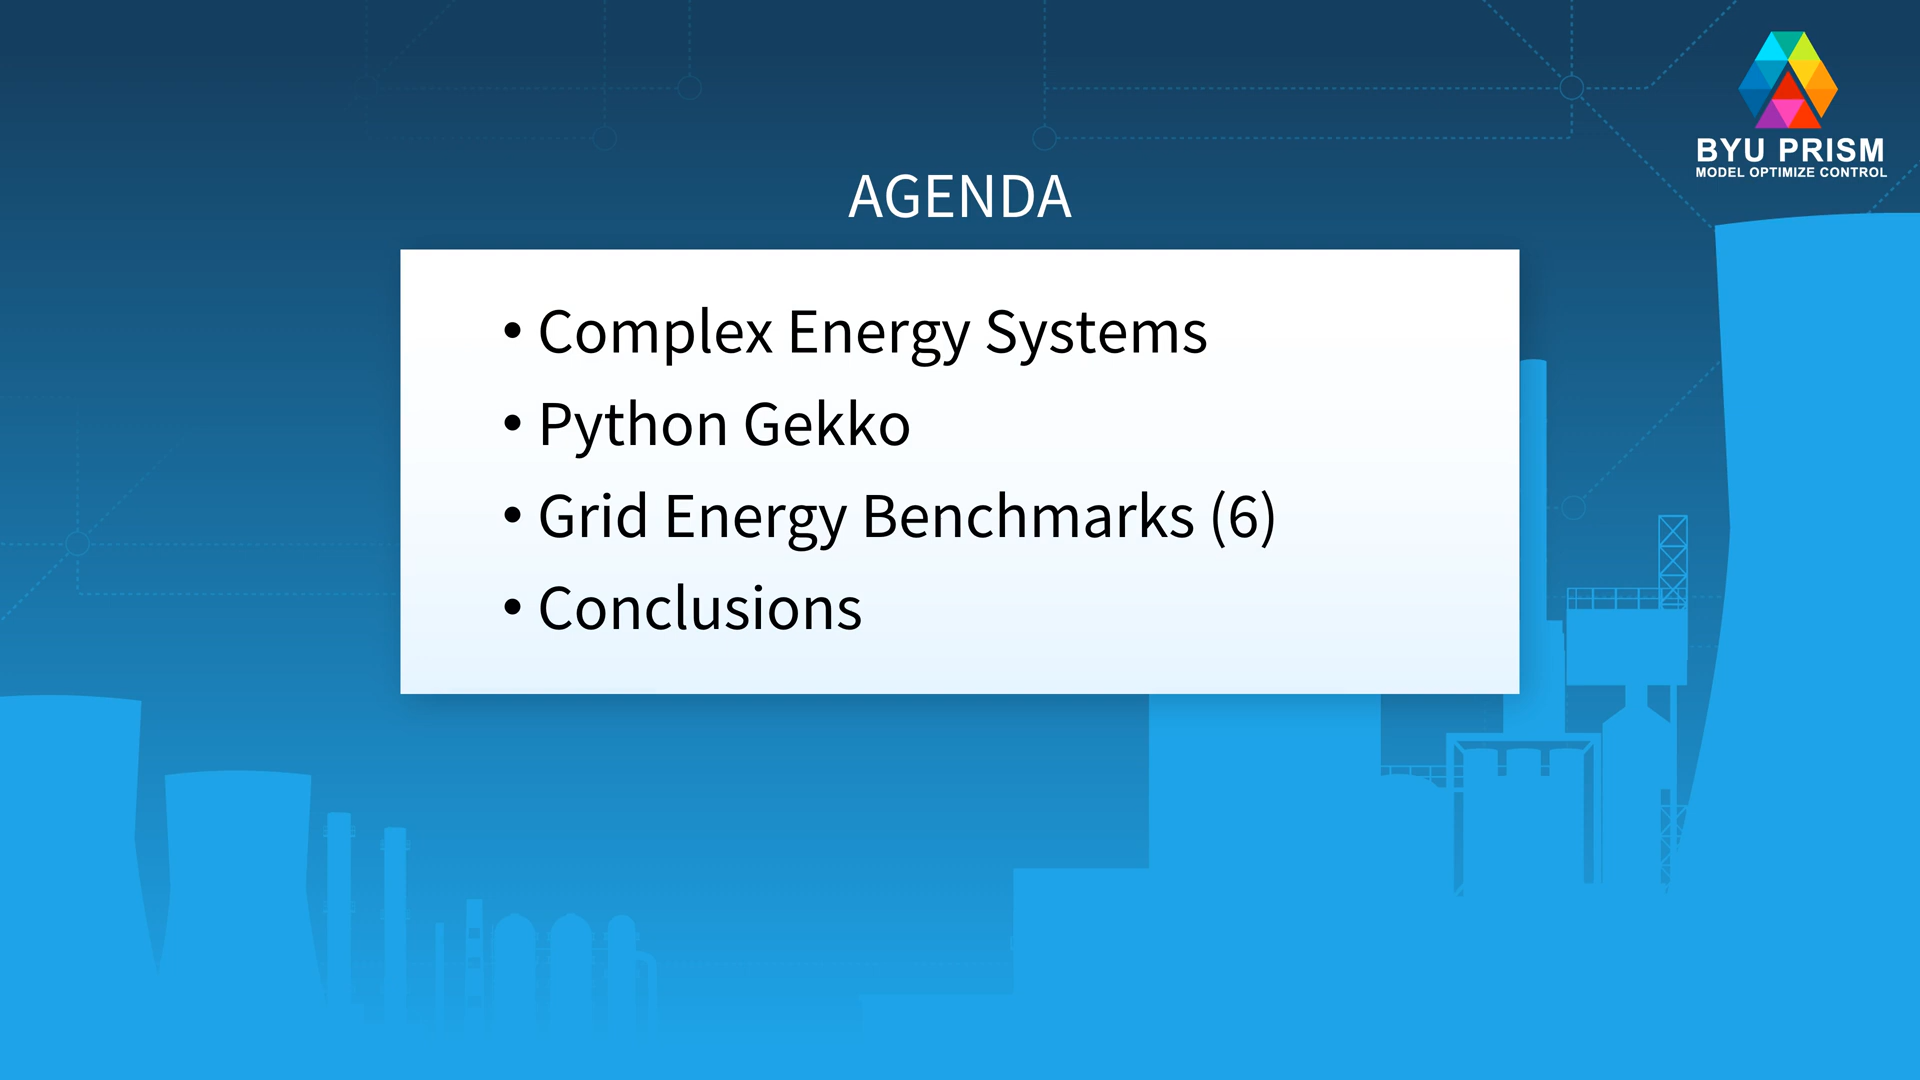 BYU PRISM
MODEL OPTIMIZE CONTROL
AGENDA
• Complex Energy Systems
• Python Gekko
• Grid Energy Benchmarks (6)
• Conclusions